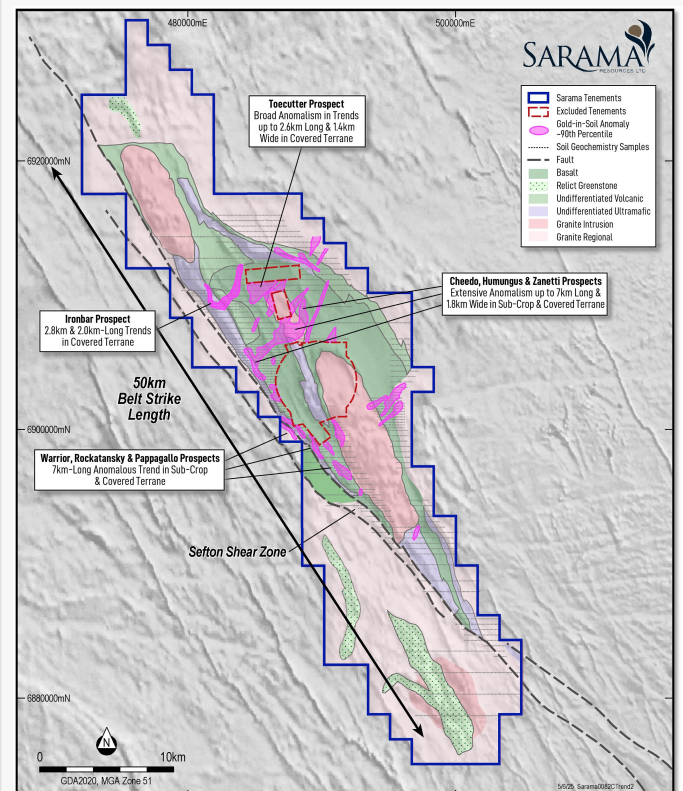 480000mE
500000mE
SARAMA
RESOURCES LTD
Sarama Tenements
Excluded Tenements
Gold-in-Soil Anomaly
~90th Percentile
Soil Geochemistry Samples
Fault
Basalt
Relict Greenstone
Undifferentiated Volcanic
Undifferentiated Ultramafic
Granite Intrusion
Granite Regional
Toecutter Prospect
Broad Anomalism in Trends
up to 2.6km Long & 1.4km
Wide in Covered Terrane
6920000mN
Cheedo, Humungus & Zanetti Prospects
Extensive Anomalism up to 7km Long &
1.8km Wide in Sub-Crop & Covered Terrane
Ironbar Prospect
2.8km & 2.0km-Long Trends
in Covered Terrane
50km
Belt Strike
Length
6900000mN
Warrior, Rockatansky & Pappagallo Prospects
7km-Long Anomalous Trend in Sub-Crop
& Covered Terrane
Sefton Shear Zone
6880000mN
N
0 10km
GDA2020, MGA Zone 51
5/6/25 Sarama0082CTrend2